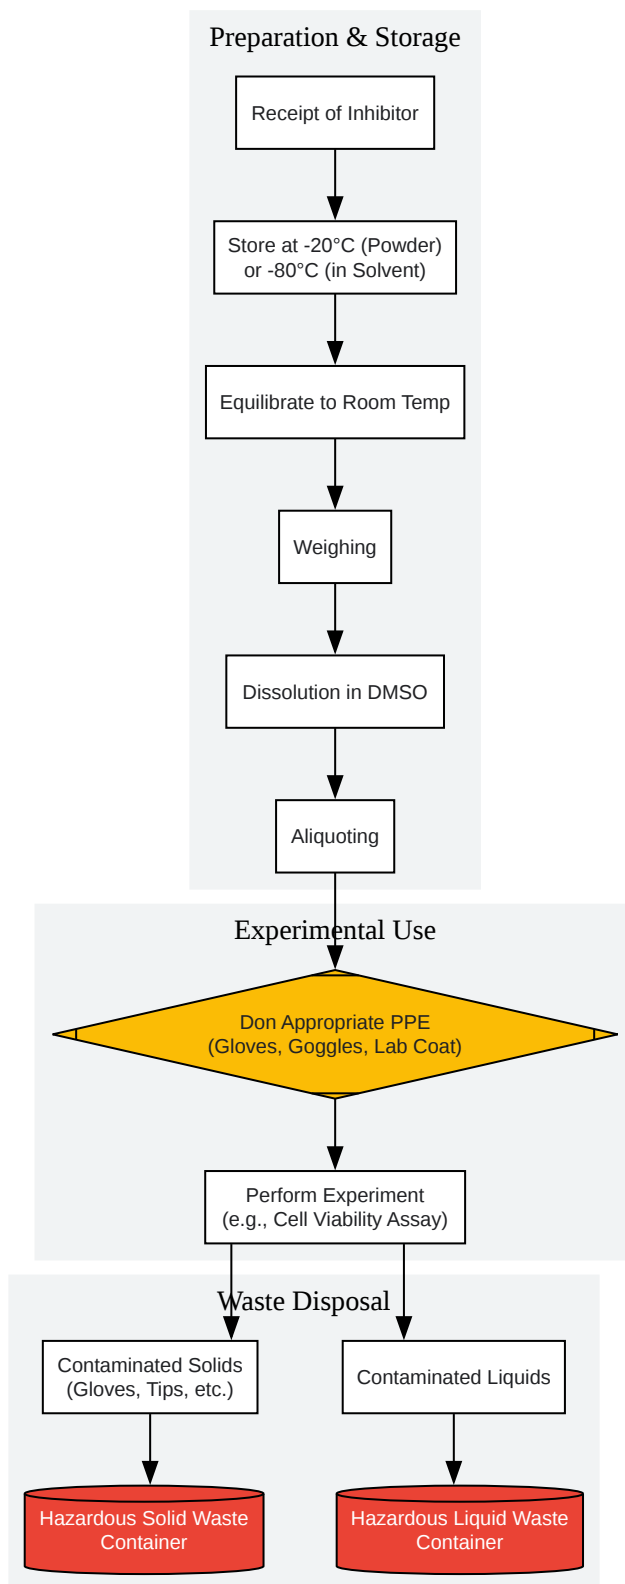 Preparation & Storage
Receipt of Inhibitor
Store at -20°C (Powder)
or -80°C (in Solvent)
Equilibrate to Room Temp
Weighing
Dissolution in DMSO
Aliquoting
Experimental Use
Don Appropriate PPE
(Gloves, Goggles, Lab Coat)
Perform Experiment
(e.g., Cell Viability Assay)
Waste Disposal
Contaminated Solids
(Gloves, Tips, etc.)
Contaminated Liquids
Hazardous Solid Waste
Container
Hazardous Liquid Waste
Container